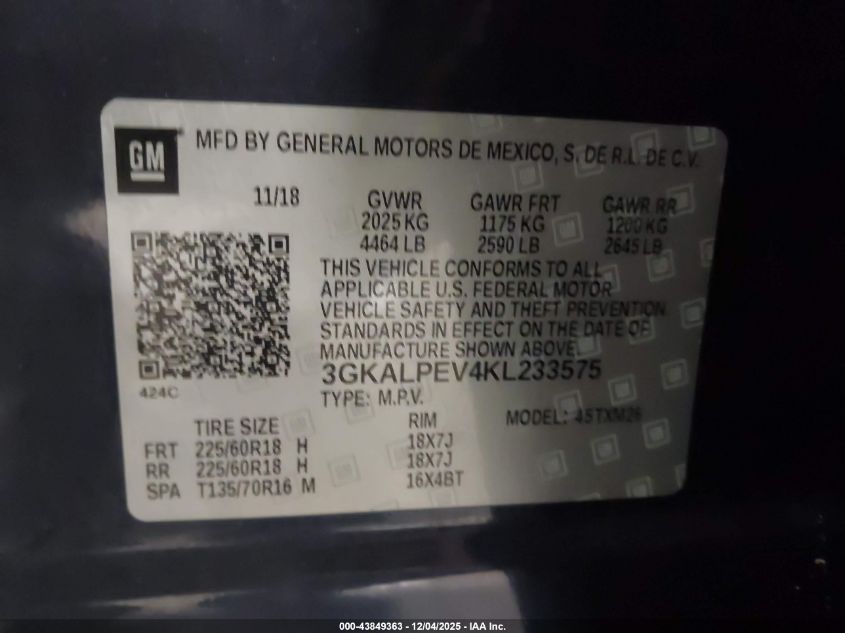 GM
MFD BY GENERAL MOTORS DE MEXICO, S. DE R.L. DE C.V.
11/18 GVWR GAWR FRT GAWR RR
2025 KG 1175 KG 1200 KG
4464 LB 2590 LB 2645 LB
THIS VEHICLE CONFORMS TO ALL
APPLICABLE U.S. FEDERAL MOTOR
VEHICLE SAFETY AND THEFT PREVENTION
STANDARDS IN EFFECT ON THE DATE OF
MANUFACTURE SHOWN ABOVE.
3GKALPEV4KL233575
424C
TYPE: M.P.V. MODEL: 45TXM26
TIRE SIZE RIM
FRT 225/60R18 H 18X7J
RR 225/60R18 H 18X7J
SPA T135/70R16 M 16X4BT
000-43849363 - 12/04/2025 - IAA Inc.